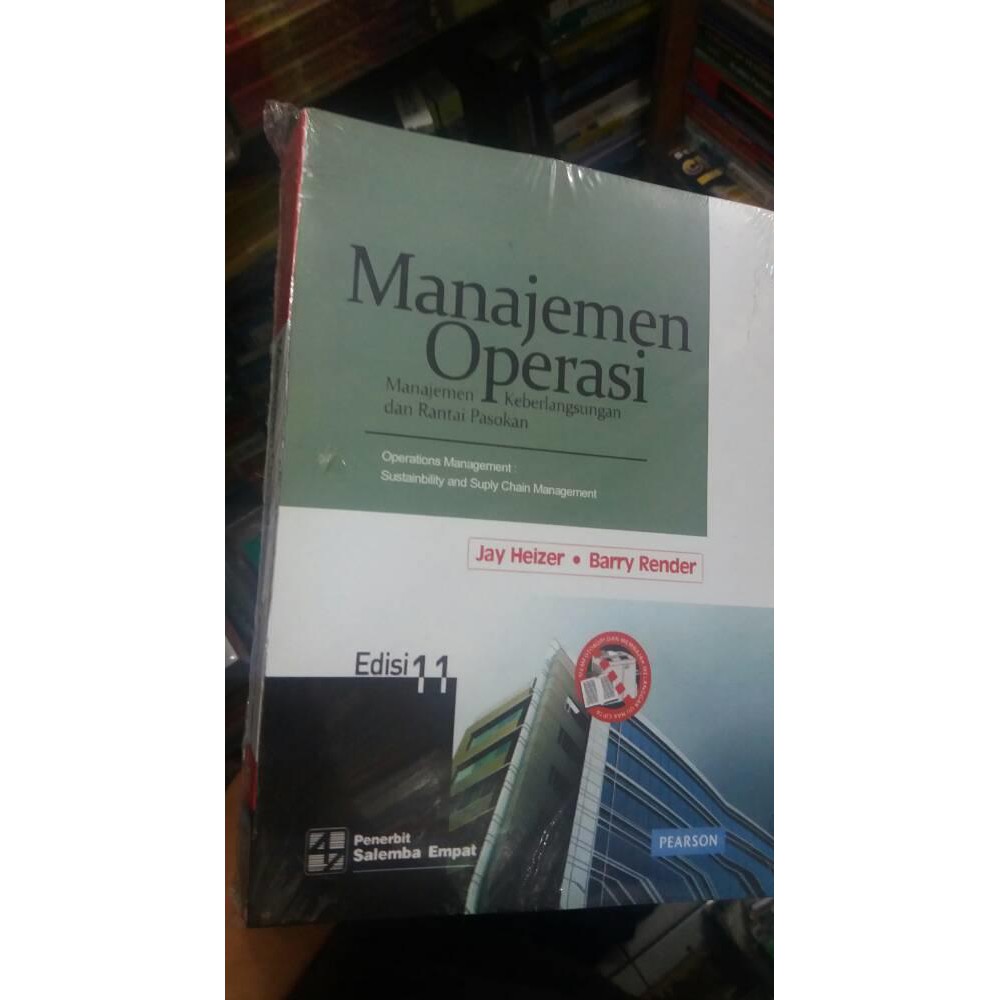 Manajemen
Operasi
Manajemen Keberlangsungan
dan Rantai Pasokan
Operations Management :
Sustainbility and Suply Chain Management
Jay Heizer • Barry Render
Edisi 11
Penerbit
Salemba Empat
PEARSON